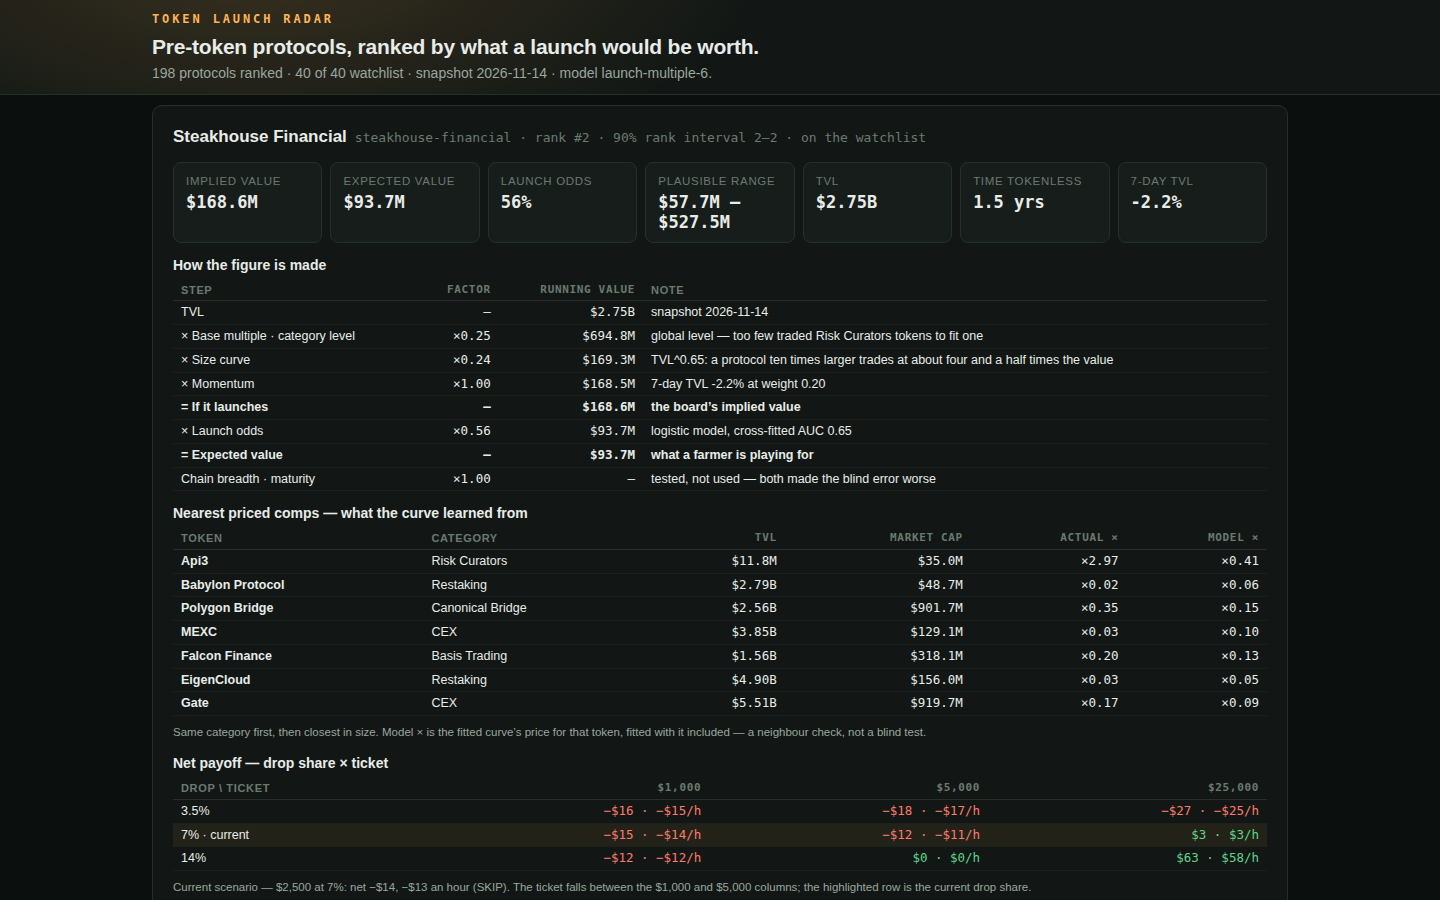 TOKEN LAUNCH RADAR
Pre-token protocols, ranked by what a launch would be worth.
198 protocols ranked · 40 of 40 watchlist · snapshot 2026-11-14 · model launch-multiple-6.
Steakhouse Financial steakhouse-financial · rank #2 · 90% rank interval 2–2 · on the watchlist
IMPLIED VALUE EXPECTED VALUE LAUNCH ODDS PLAUSIBLE RANGE TVL TIME TOKENLESS 7-DAY TVL
$168.6M $93.7M 56% $57.7M – $2.75B 1.5 yrs -2.2%
$527.5M
How the figure is made
STEP FACTOR RUNNING VALUE NOTE
TVL — $2.75B snapshot 2026-11-14
× Base multiple · category level ×0.25 $694.8M global level — too few traded Risk Curators tokens to fit one
× Size curve ×0.24 $169.3M TVL^0.65: a protocol ten times larger trades at about four and a half times the value
× Momentum ×1.00 $168.5M 7-day TVL -2.2% at weight 0.20
= If it launches — $168.6M the board’s implied value
× Launch odds ×0.56 $93.7M logistic model, cross-fitted AUC 0.65
= Expected value — $93.7M what a farmer is playing for
Chain breadth · maturity ×1.00 — tested, not used — both made the blind error worse
Nearest priced comps — what the curve learned from
TOKEN CATEGORY TVL MARKET CAP ACTUAL × MODEL ×
Api3 Risk Curators $11.8M $35.0M ×2.97 ×0.41
Babylon Protocol Restaking $2.79B $48.7M ×0.02 ×0.06
Polygon Bridge Canonical Bridge $2.56B $901.7M ×0.35 ×0.15
MEXC CEX $3.85B $129.1M ×0.03 ×0.10
Falcon Finance Basis Trading $1.56B $318.1M ×0.20 ×0.13
EigenCloud Restaking $4.90B $156.0M ×0.03 ×0.05
Gate CEX $5.51B $919.7M ×0.17 ×0.09
Same category first, then closest in size. Model × is the fitted curve’s price for that token, fitted with it included — a neighbour check, not a blind test.
Net payoff — drop share × ticket
DROP \ TICKET $1,000 $5,000 $25,000
3.5% −$16 · −$15/h −$18 · −$17/h −$27 · −$25/h
7% · current −$15 · −$14/h −$12 · −$11/h $3 · $3/h
14% −$12 · −$12/h $0 · $0/h $63 · $58/h
Current scenario — $2,500 at 7%: net −$14, −$13 an hour (SKIP). The ticket falls between the $1,000 and $5,000 columns; the highlighted row is the current drop share.